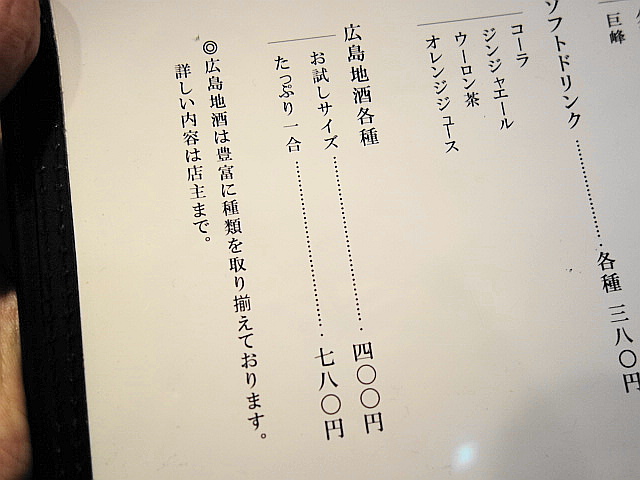 巨峰
ソフトドリンク…………各種 三八〇円
コーラ
ジンジャエール
ウーロン茶
オレンジジュース
広島地酒各種
お試しサイズ…………四〇〇円
たっぷり一合…………七八〇円
◎広島地酒は豊富に種類を取り揃えております。
詳しい内容は店主まで。